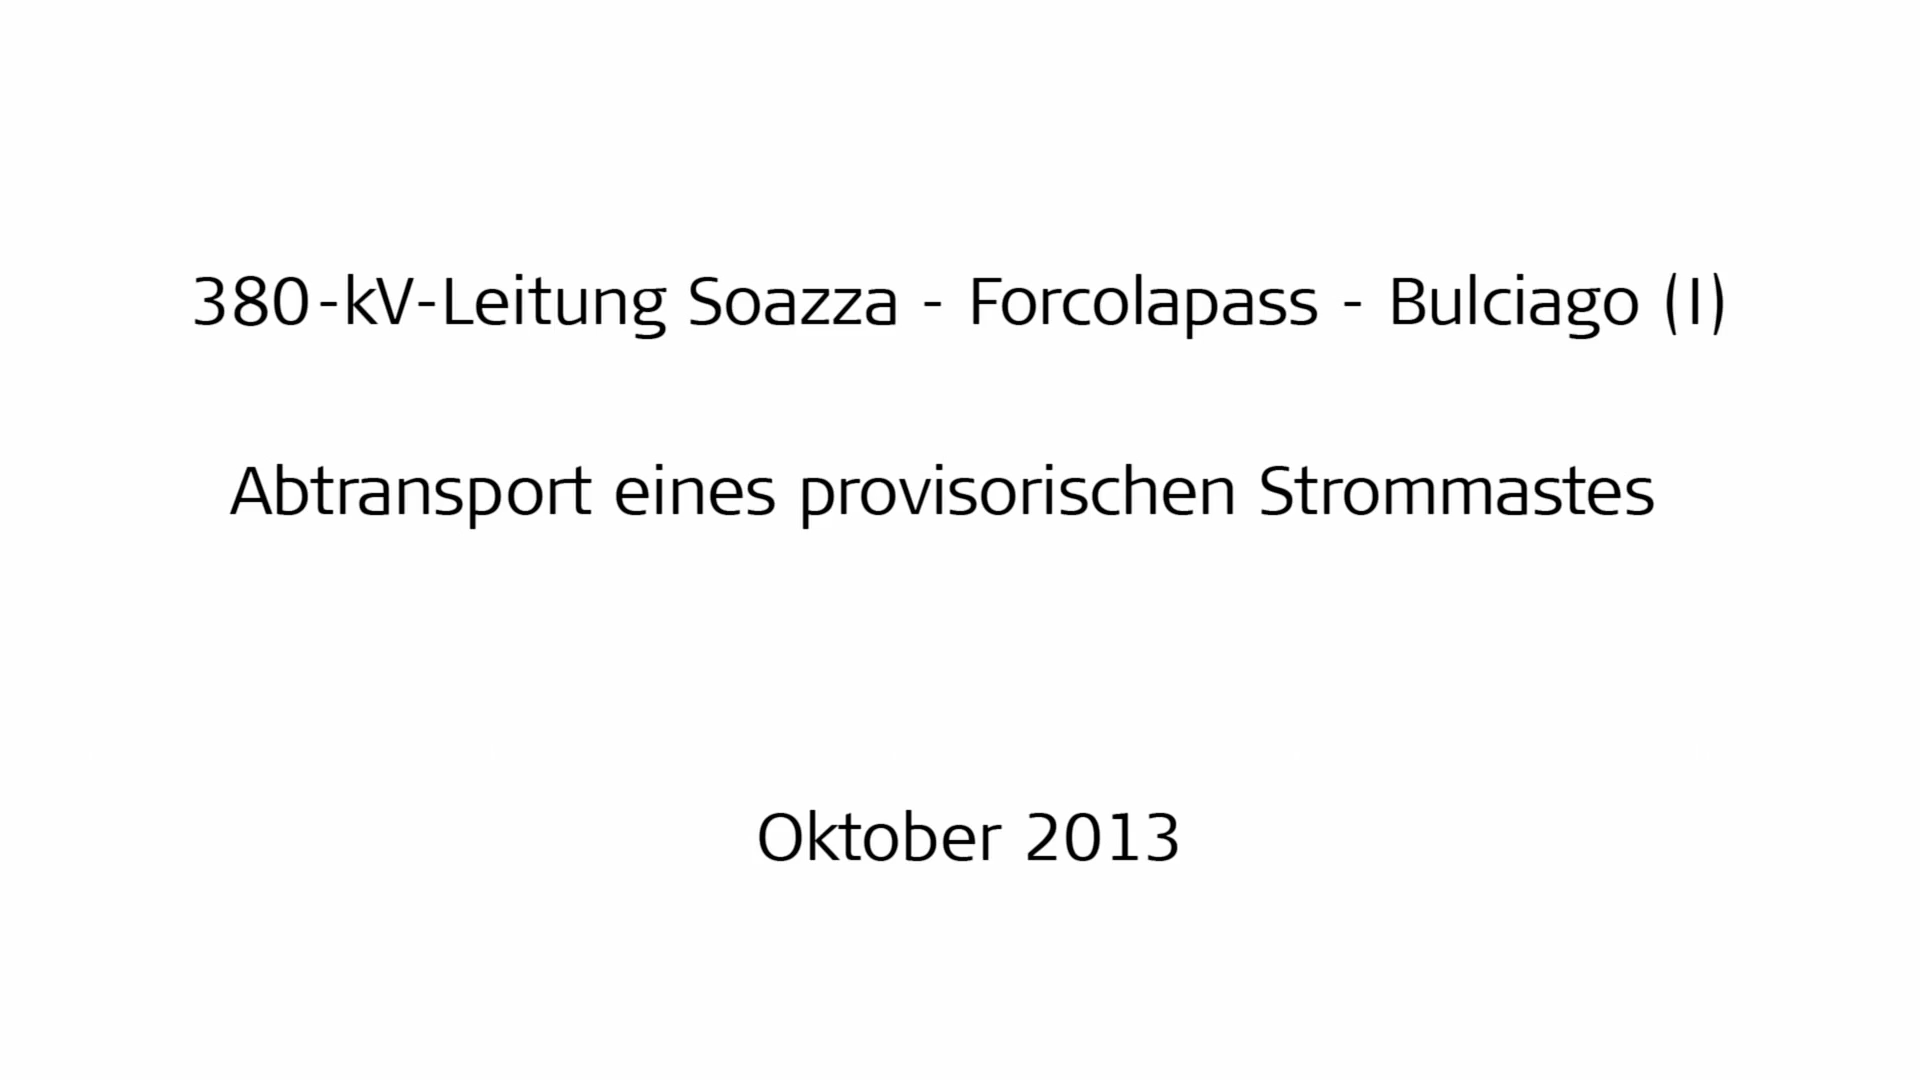 380-kV-Leitung Soazza - Forcolapass - Bulciago (I)
Abtransport eines provisorischen Strommastes
Oktober 2013